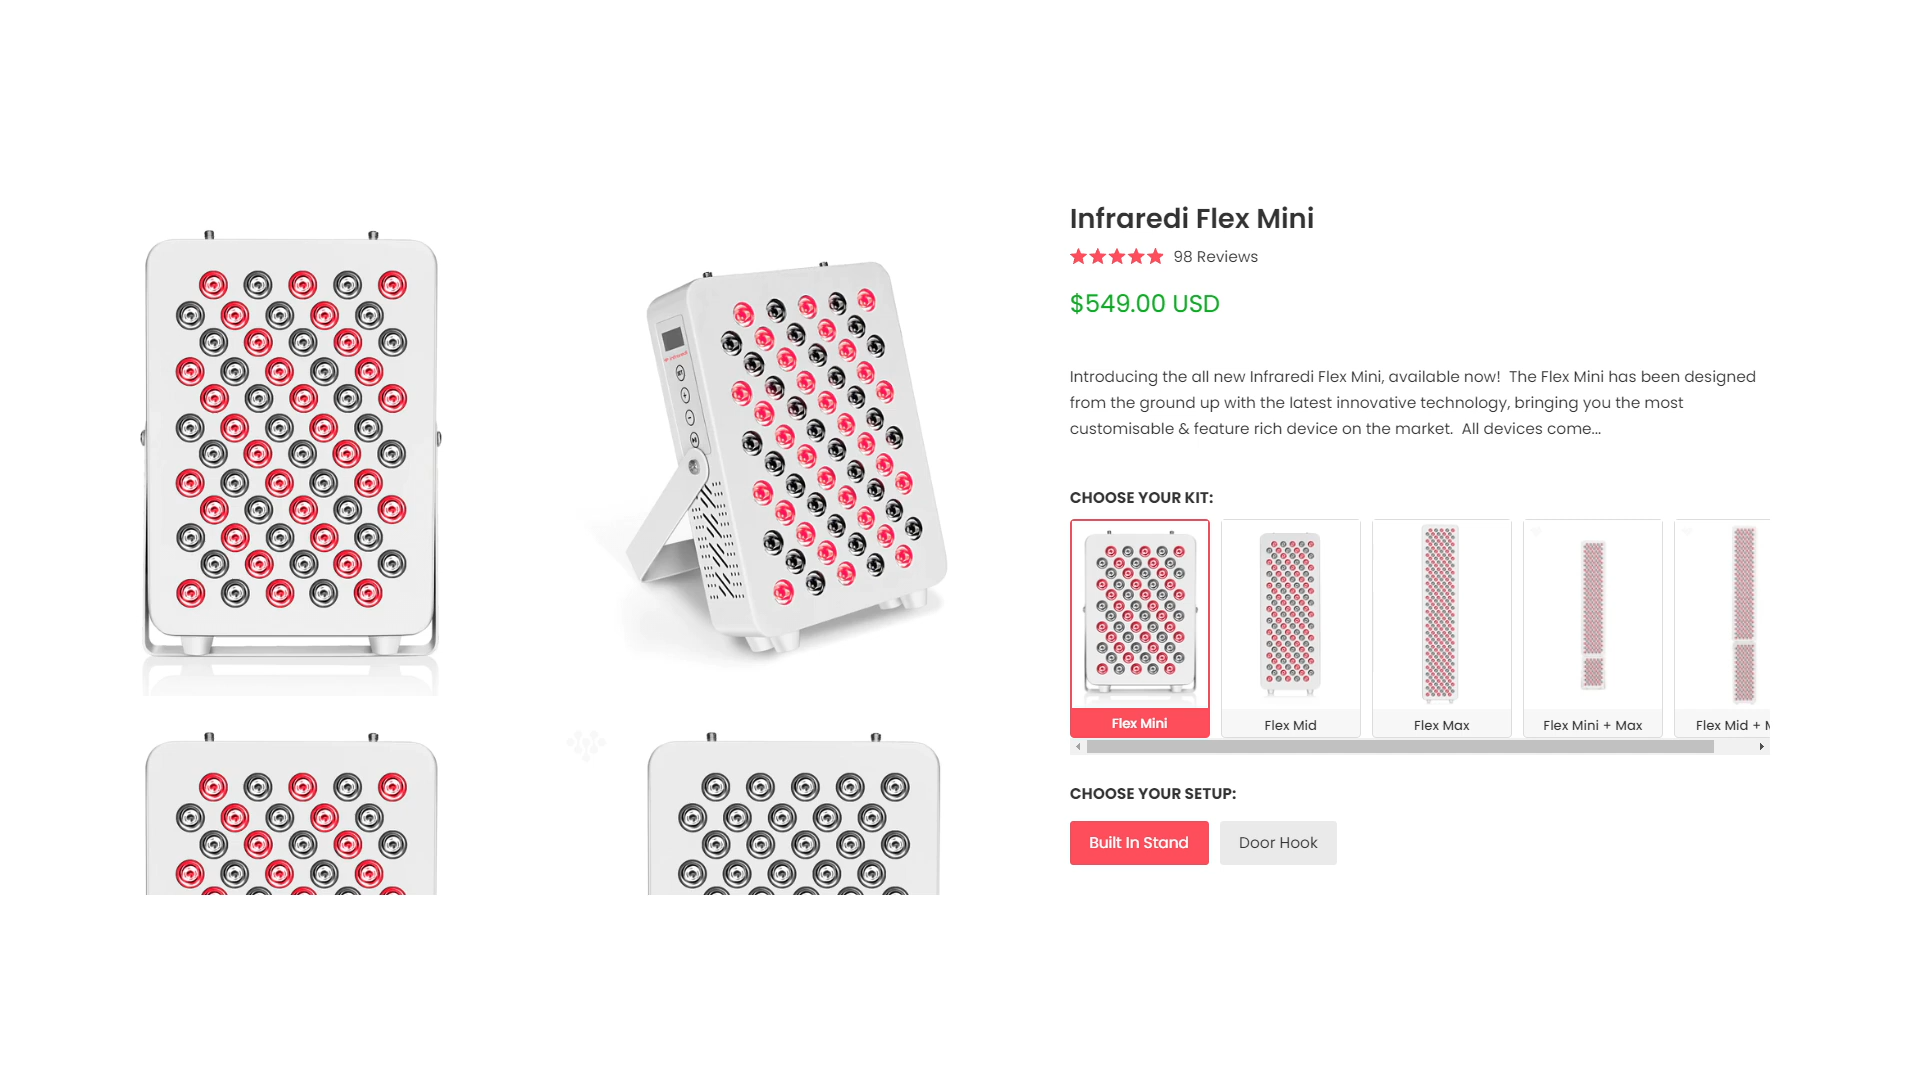 Infraredi Flex Mini
98 Reviews
$549.00 USD
Introducing the all new Infraredi Flex Mini, available now! The Flex Mini has been designed
from the ground up with the latest innovative technology, bringing you the most
customisable & feature rich device on the market. All devices come...
CHOOSE YOUR KIT:
Flex Mini
Flex Mid
Flex Max
Flex Mini + Max
Flex Mid + M
CHOOSE YOUR SETUP:
Built In Stand
Door Hook